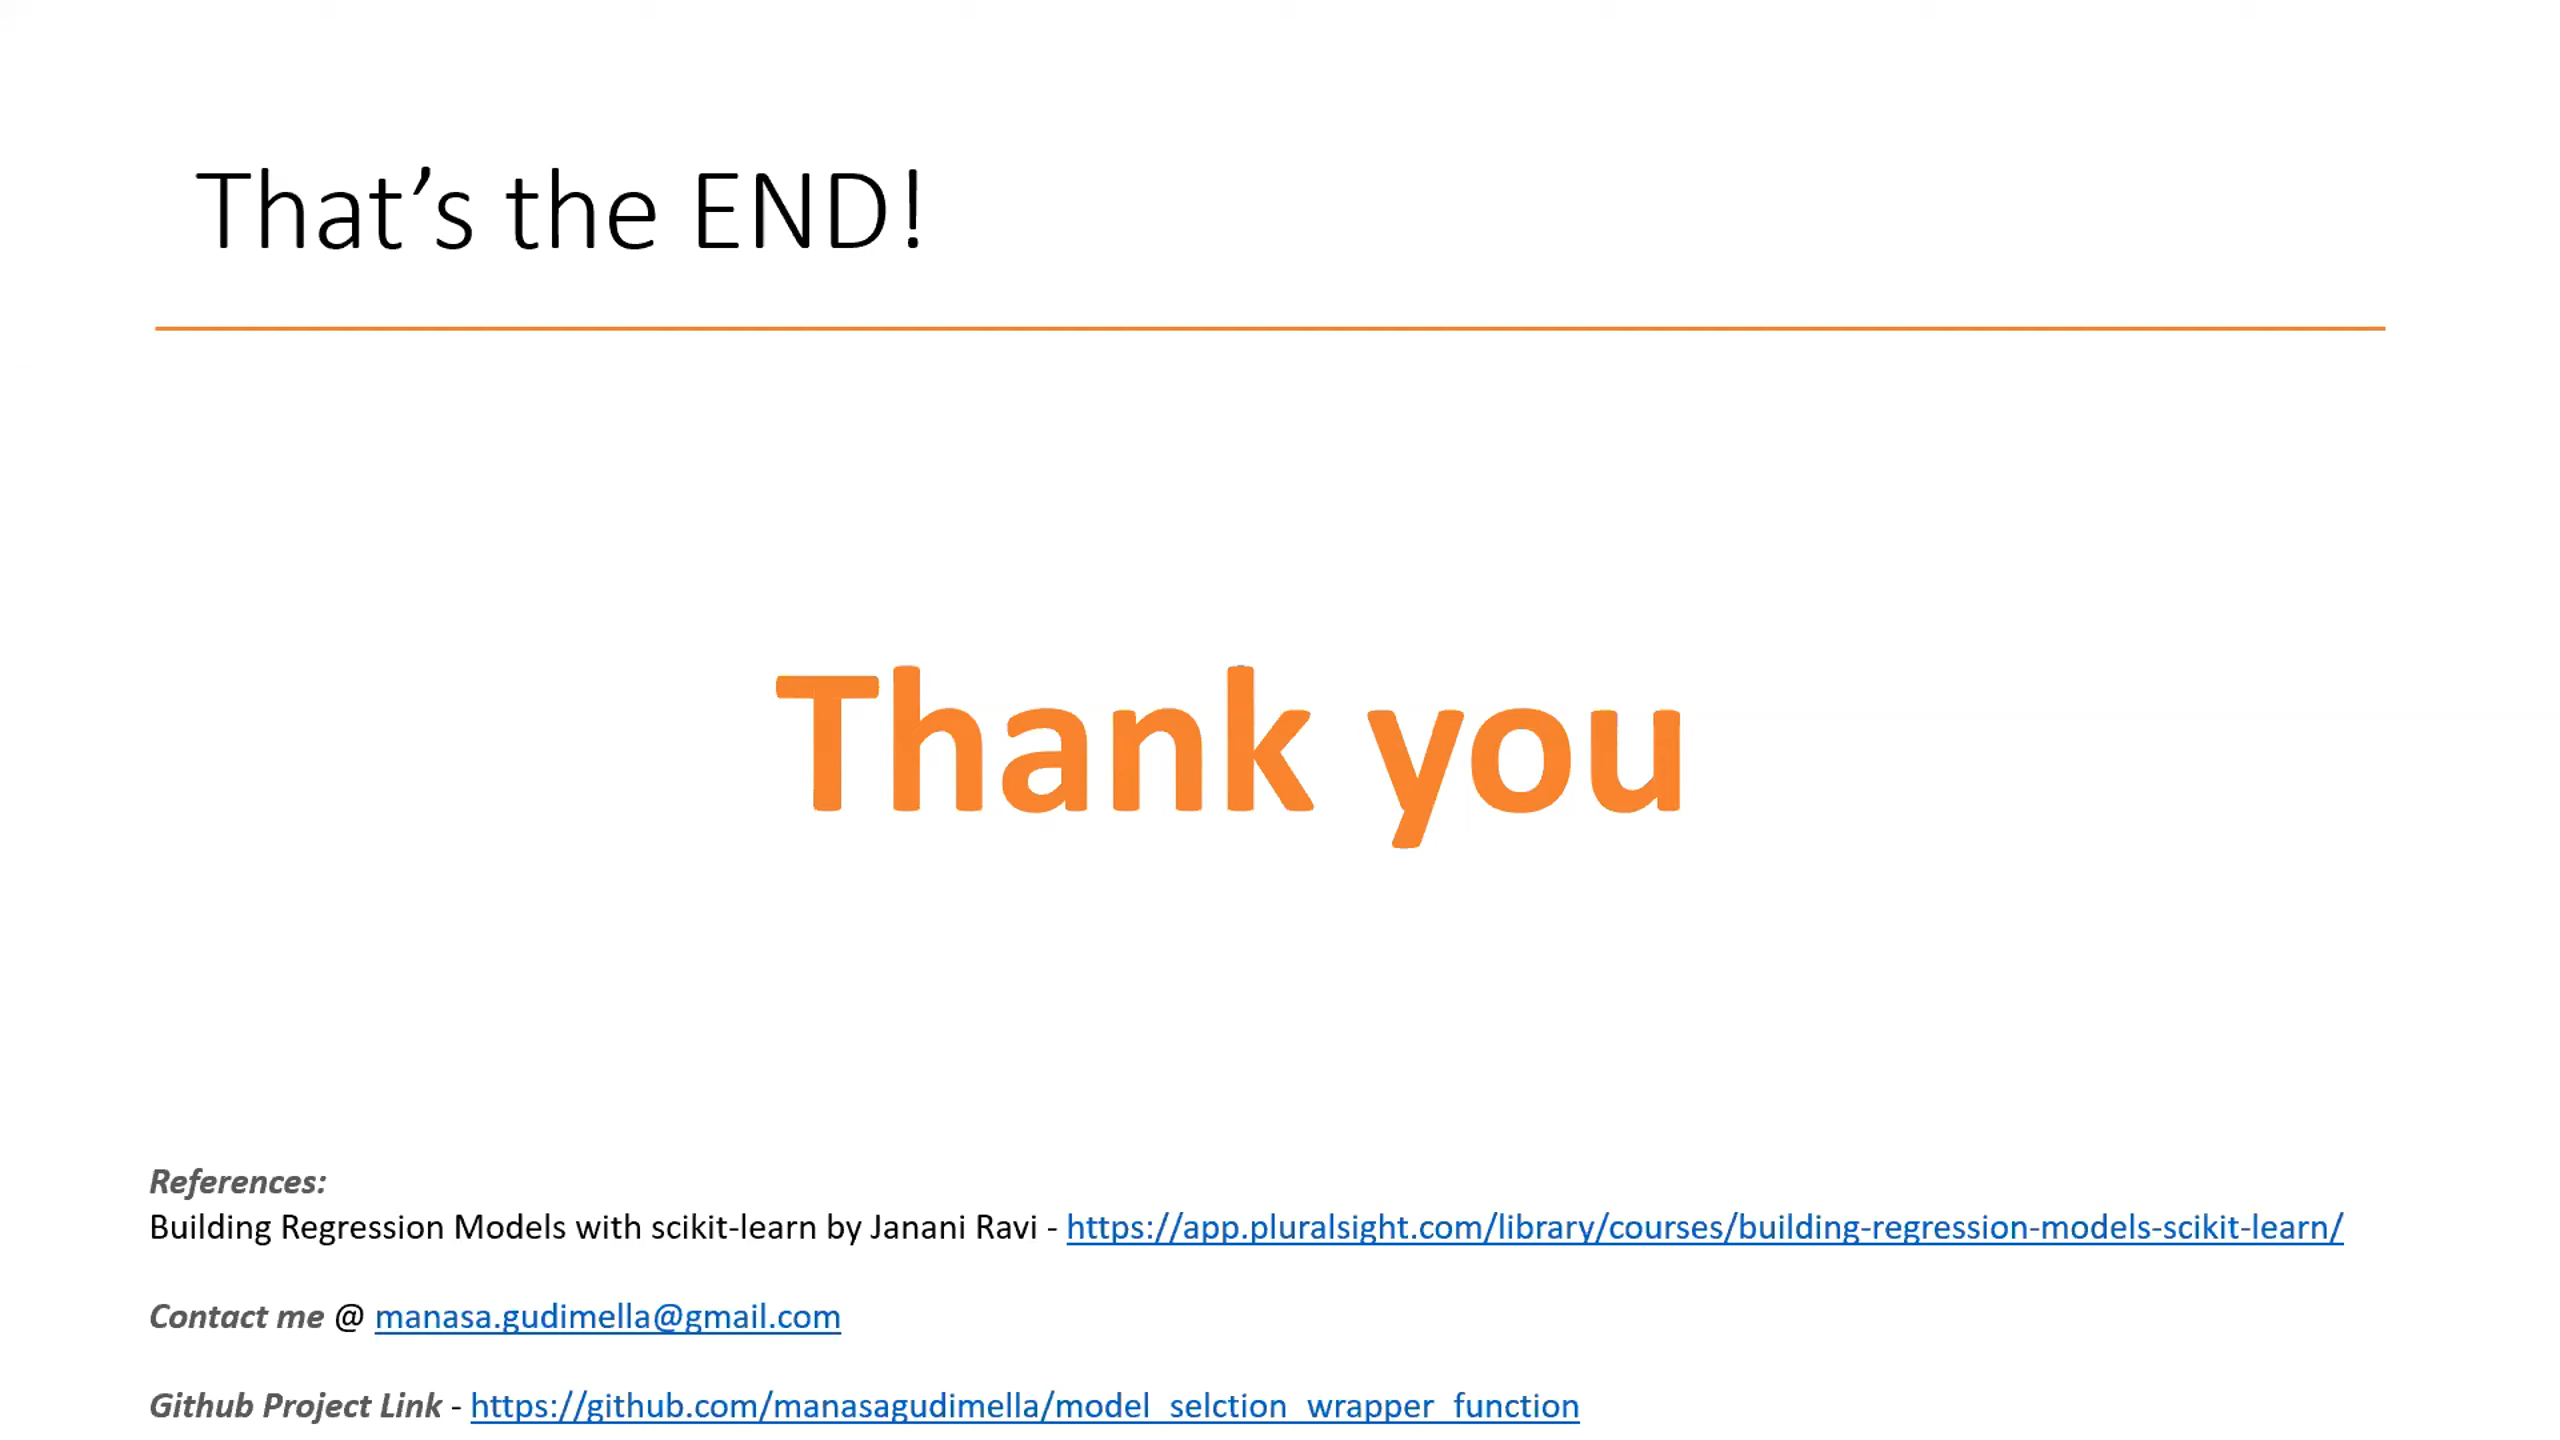 That’s the END!
Thank you
References:
Building Regression Models with scikit-learn by Janani Ravi - https://app.pluralsight.com/library/courses/building-regression-models-scikit-learn/
Contact me @ manasa.gudimella@gmail.com
Github Project Link - https://github.com/manasagudimella/model_selction_wrapper_function